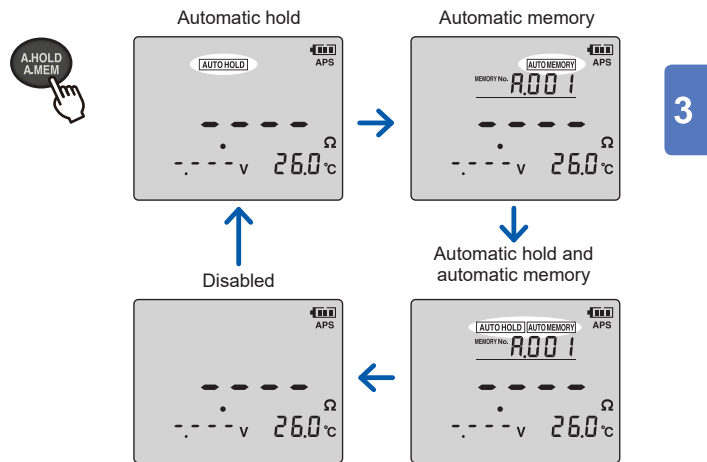 Automatic hold
Automatic memory
A.HOLD
A.MEM
AUTO HOLD
APS
- - - -
Ω
-.- - - V 26.0 ℃
AUTO MEMORY
APS
MEMORY No. A.001
- - - -
Ω
-.- - - V 26.0 ℃
3
Disabled
Automatic hold and
automatic memory
APS
- - - -
Ω
-.- - - V 26.0 ℃
AUTO HOLD AUTO MEMORY
APS
MEMORY No. A.001
- - - -
Ω
-.- - - V 26.0 ℃